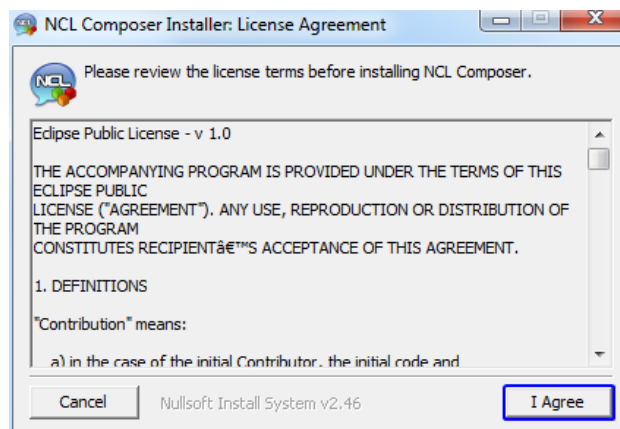 NCL Composer Installer: License Agreement
NCL
Please review the license terms before installing NCL Composer.
Eclipse Public License - v 1.0
THE ACCOMPANYING PROGRAM IS PROVIDED UNDER THE TERMS OF THIS
ECLIPSE PUBLIC
LICENSE ("AGREEMENT"). ANY USE, REPRODUCTION OR DISTRIBUTION OF
THE PROGRAM
CONSTITUTES RECIPIENTâ€™S ACCEPTANCE OF THIS AGREEMENT.
1. DEFINITIONS
"Contribution" means:
a) in the case of the initial Contributor, the initial code and
Cancel
Nullsoft Install System v2.46
I Agree